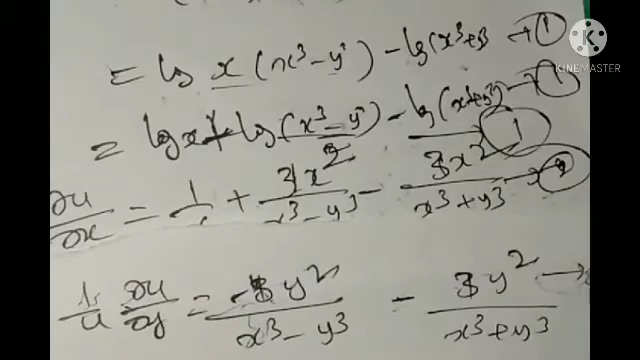 = log x (x³ - y³) - log(x³+y³ → ①
KINEMASTER
= log x + log (x³ - y³) - log(x³+y³) → ①
∂u/∂x = 1/ + 3x²/x³ - y³ - 3x²/x³ + y³ →
1/u ∂u/∂y = -3y²/x³ - y³ - 3y²/x³ + y³ →